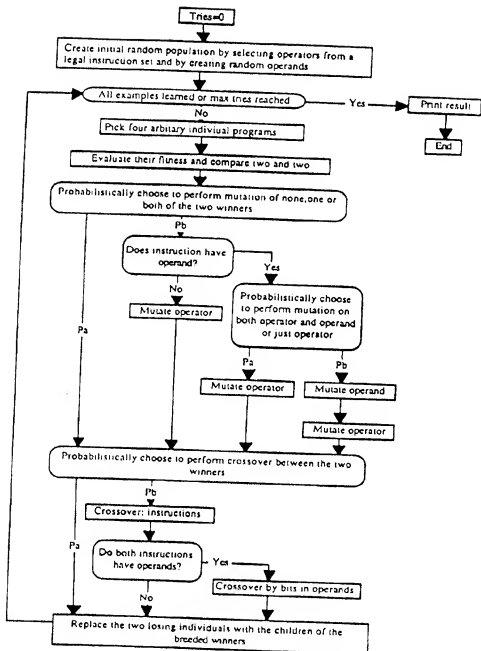 Tries=0
Create initial random population by selecting operators from a
legal instruction set and by creating random operands
All examples learned or max tries reached
Yes
Print result
No
End
Pick four arbitary indiviual programs
Evaluate their fitness and compare two and two
Probabilistically choose to perform mutation of none,one or
both of the two winners
Pb
Does instruction have
operand?
Yes
No
Probabilistically choose
to perform mutation on
both operator and operand
or just operator
Mutate operator
Pa
Pa
Pb
Mutate operator
Mutate operand
Mutate operator
Probabilistically choose to perform crossover between the two
winners
Pb
Crossover: instructions
Pa
Do both instructions
have operands?
Yes
No
Crossover by bits in operands
Replace the two losing individuals with the children of the
breeded winners